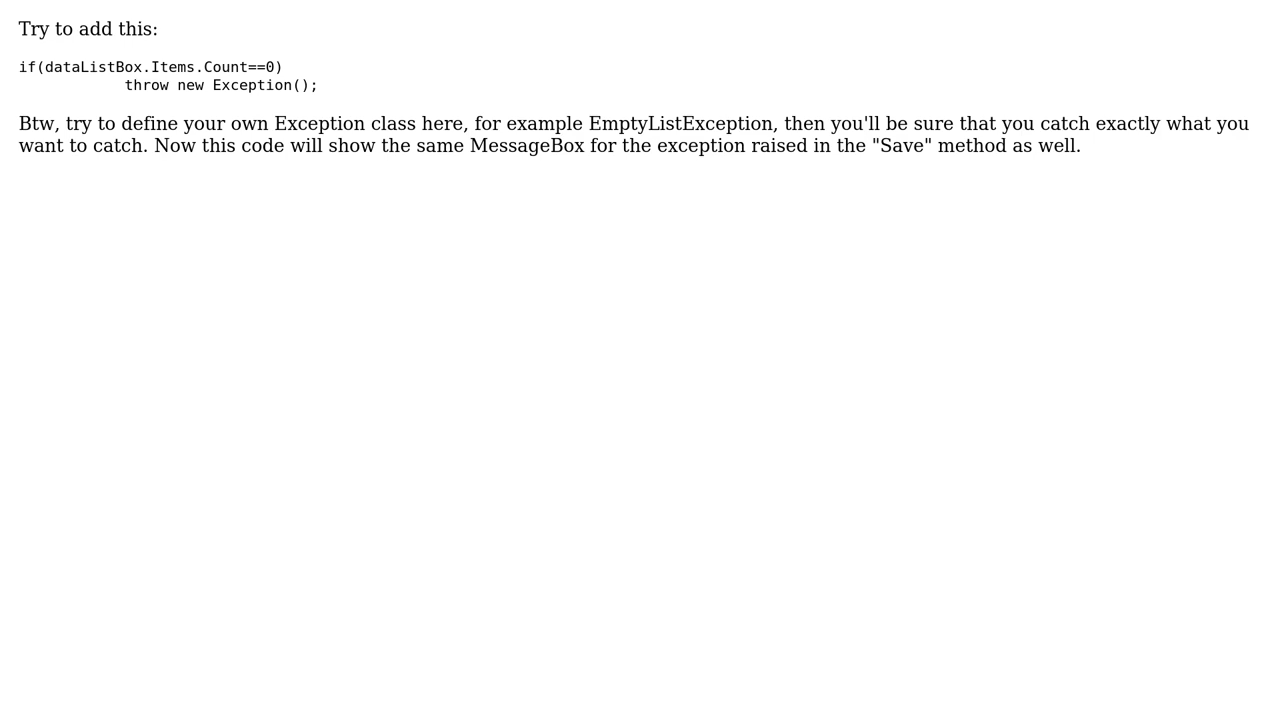 Try to add this:
if(dataListBox.Items.Count==0)
            throw new Exception();
Btw, try to define your own Exception class here, for example EmptyListException, then you'll be sure that you catch exactly what you
want to catch. Now this code will show the same MessageBox for the exception raised in the "Save" method as well.